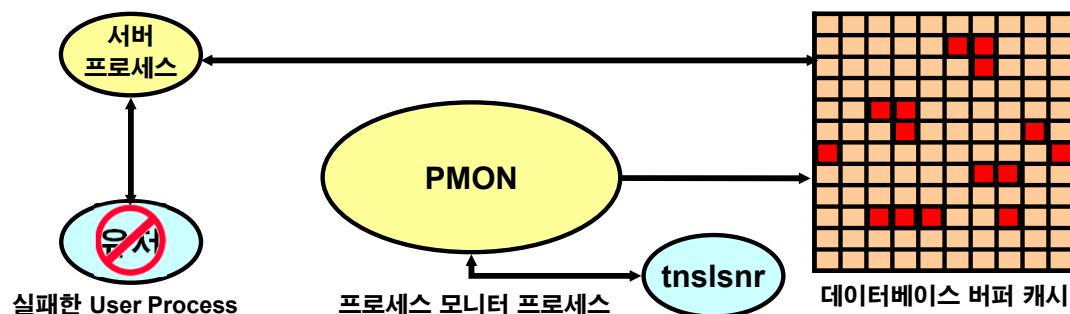 서버
프로세스
유저
실패한 User Process
PMON
tnslsnr
프로세스 모니터 프로세스
데이터베이스 버퍼 캐시